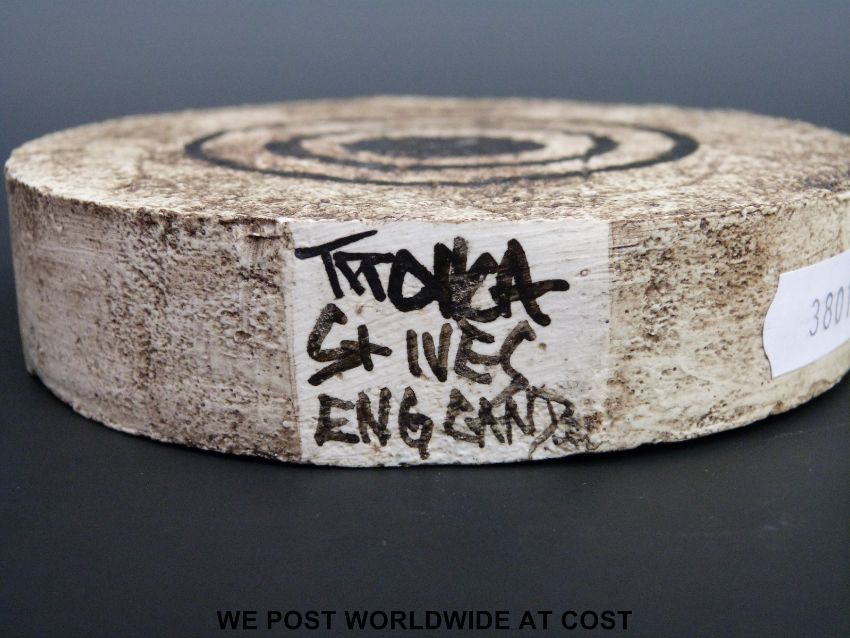 TROIKA
St IVES
ENGLAND
380
WE POST WORLDWIDE AT COST